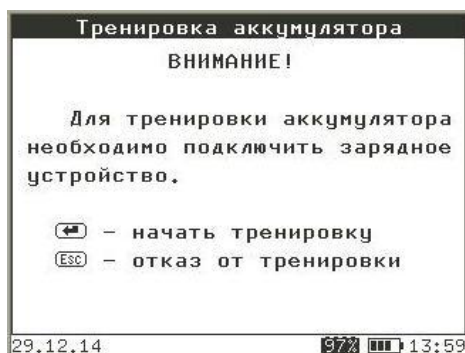 Тренировка аккумулятора
ВНИМАНИЕ!
Для тренировки аккумулятора
необходимо подключить зарядное
устройство.
– начать тренировку
Esc – отказ от тренировки
29.12.14 97% 13:59